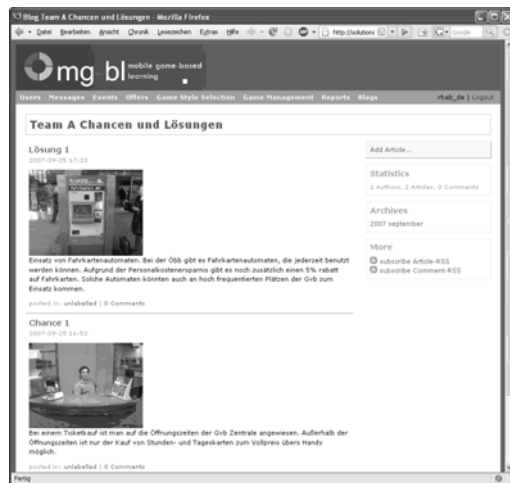 Blog Team A Chancen und Lösungen - Mozilla Firefox
Datei Bearbeiten Ansicht Chronik Lesezeichen Extras Hilfe http://solution Google
mg bl mobile game-based
learning
Users Messages Events Offers Game Style Selection Game Management Reports Blogs rhab_de | Logout
Team A Chancen und Lösungen
Lösung 1
2007-09-25 17:23
Einsatz von Fahrkartenautomaten. Bei der Öbb gibt es Fahrkartenautomaten, die jederzeit benutzt
werden können. Aufgrund der Personalkostenersparnis gibt es noch zusätzlich einen 5% rabatt
auf Fahrkarten. Solche Automaten könnten auch an hoch frequentierten Plätzen der Gvb zum
Einsatz kommen.
posted in: unlabelled | 0 Comments
Chance 1
2007-09-25 16:53
Bei einem Ticketkauf ist man auf die Öffnungszeiten der Gvb Zentrale angewiesen. Außerhalb der
Öffnungszeiten ist nur der Kauf von Stunden- und Tageskarten zum Vollpreis übers Handy
möglich.
posted in: unlabelled | 0 Comments
Add Article...
Statistics
1 Authors, 2 Articles, 0 Comments
Archives
2007 september
More
subscribe Article-RSS
subscribe Comment-RSS
Fertig